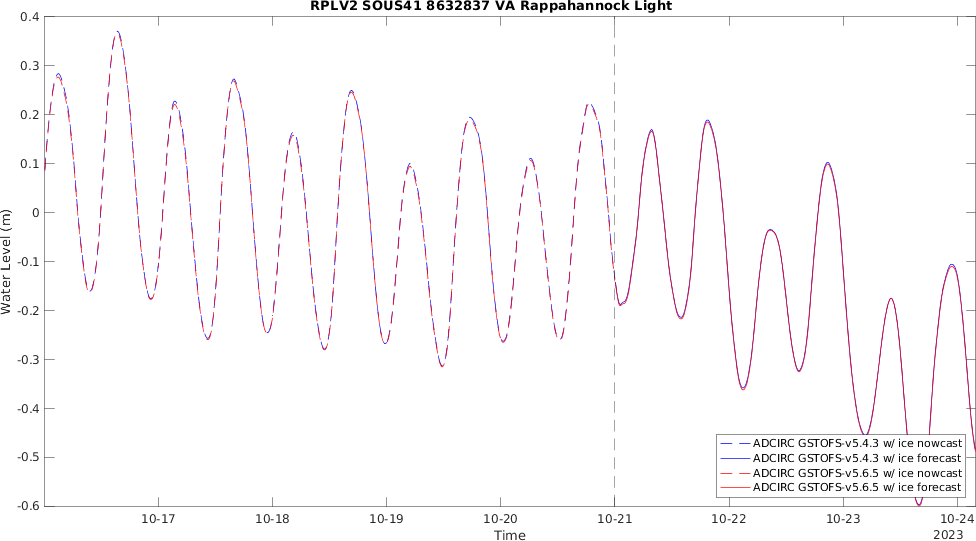 RPLV2 SOUS41 8632837 VA Rappahannock Light
0.4
0.3
0.2
0.1
0
-0.1
-0.2
-0.3
-0.4
-0.5
-0.6
Water Level (m)
ADCIRC GSTOFS-v5.4.3 w/ ice nowcast
ADCIRC GSTOFS-v5.4.3 w/ ice forecast
ADCIRC GSTOFS-v5.6.5 w/ ice nowcast
ADCIRC GSTOFS-v5.6.5 w/ ice forecast
10-17 10-18 10-19 10-20 10-21 10-22 10-23 10-24
Time
2023